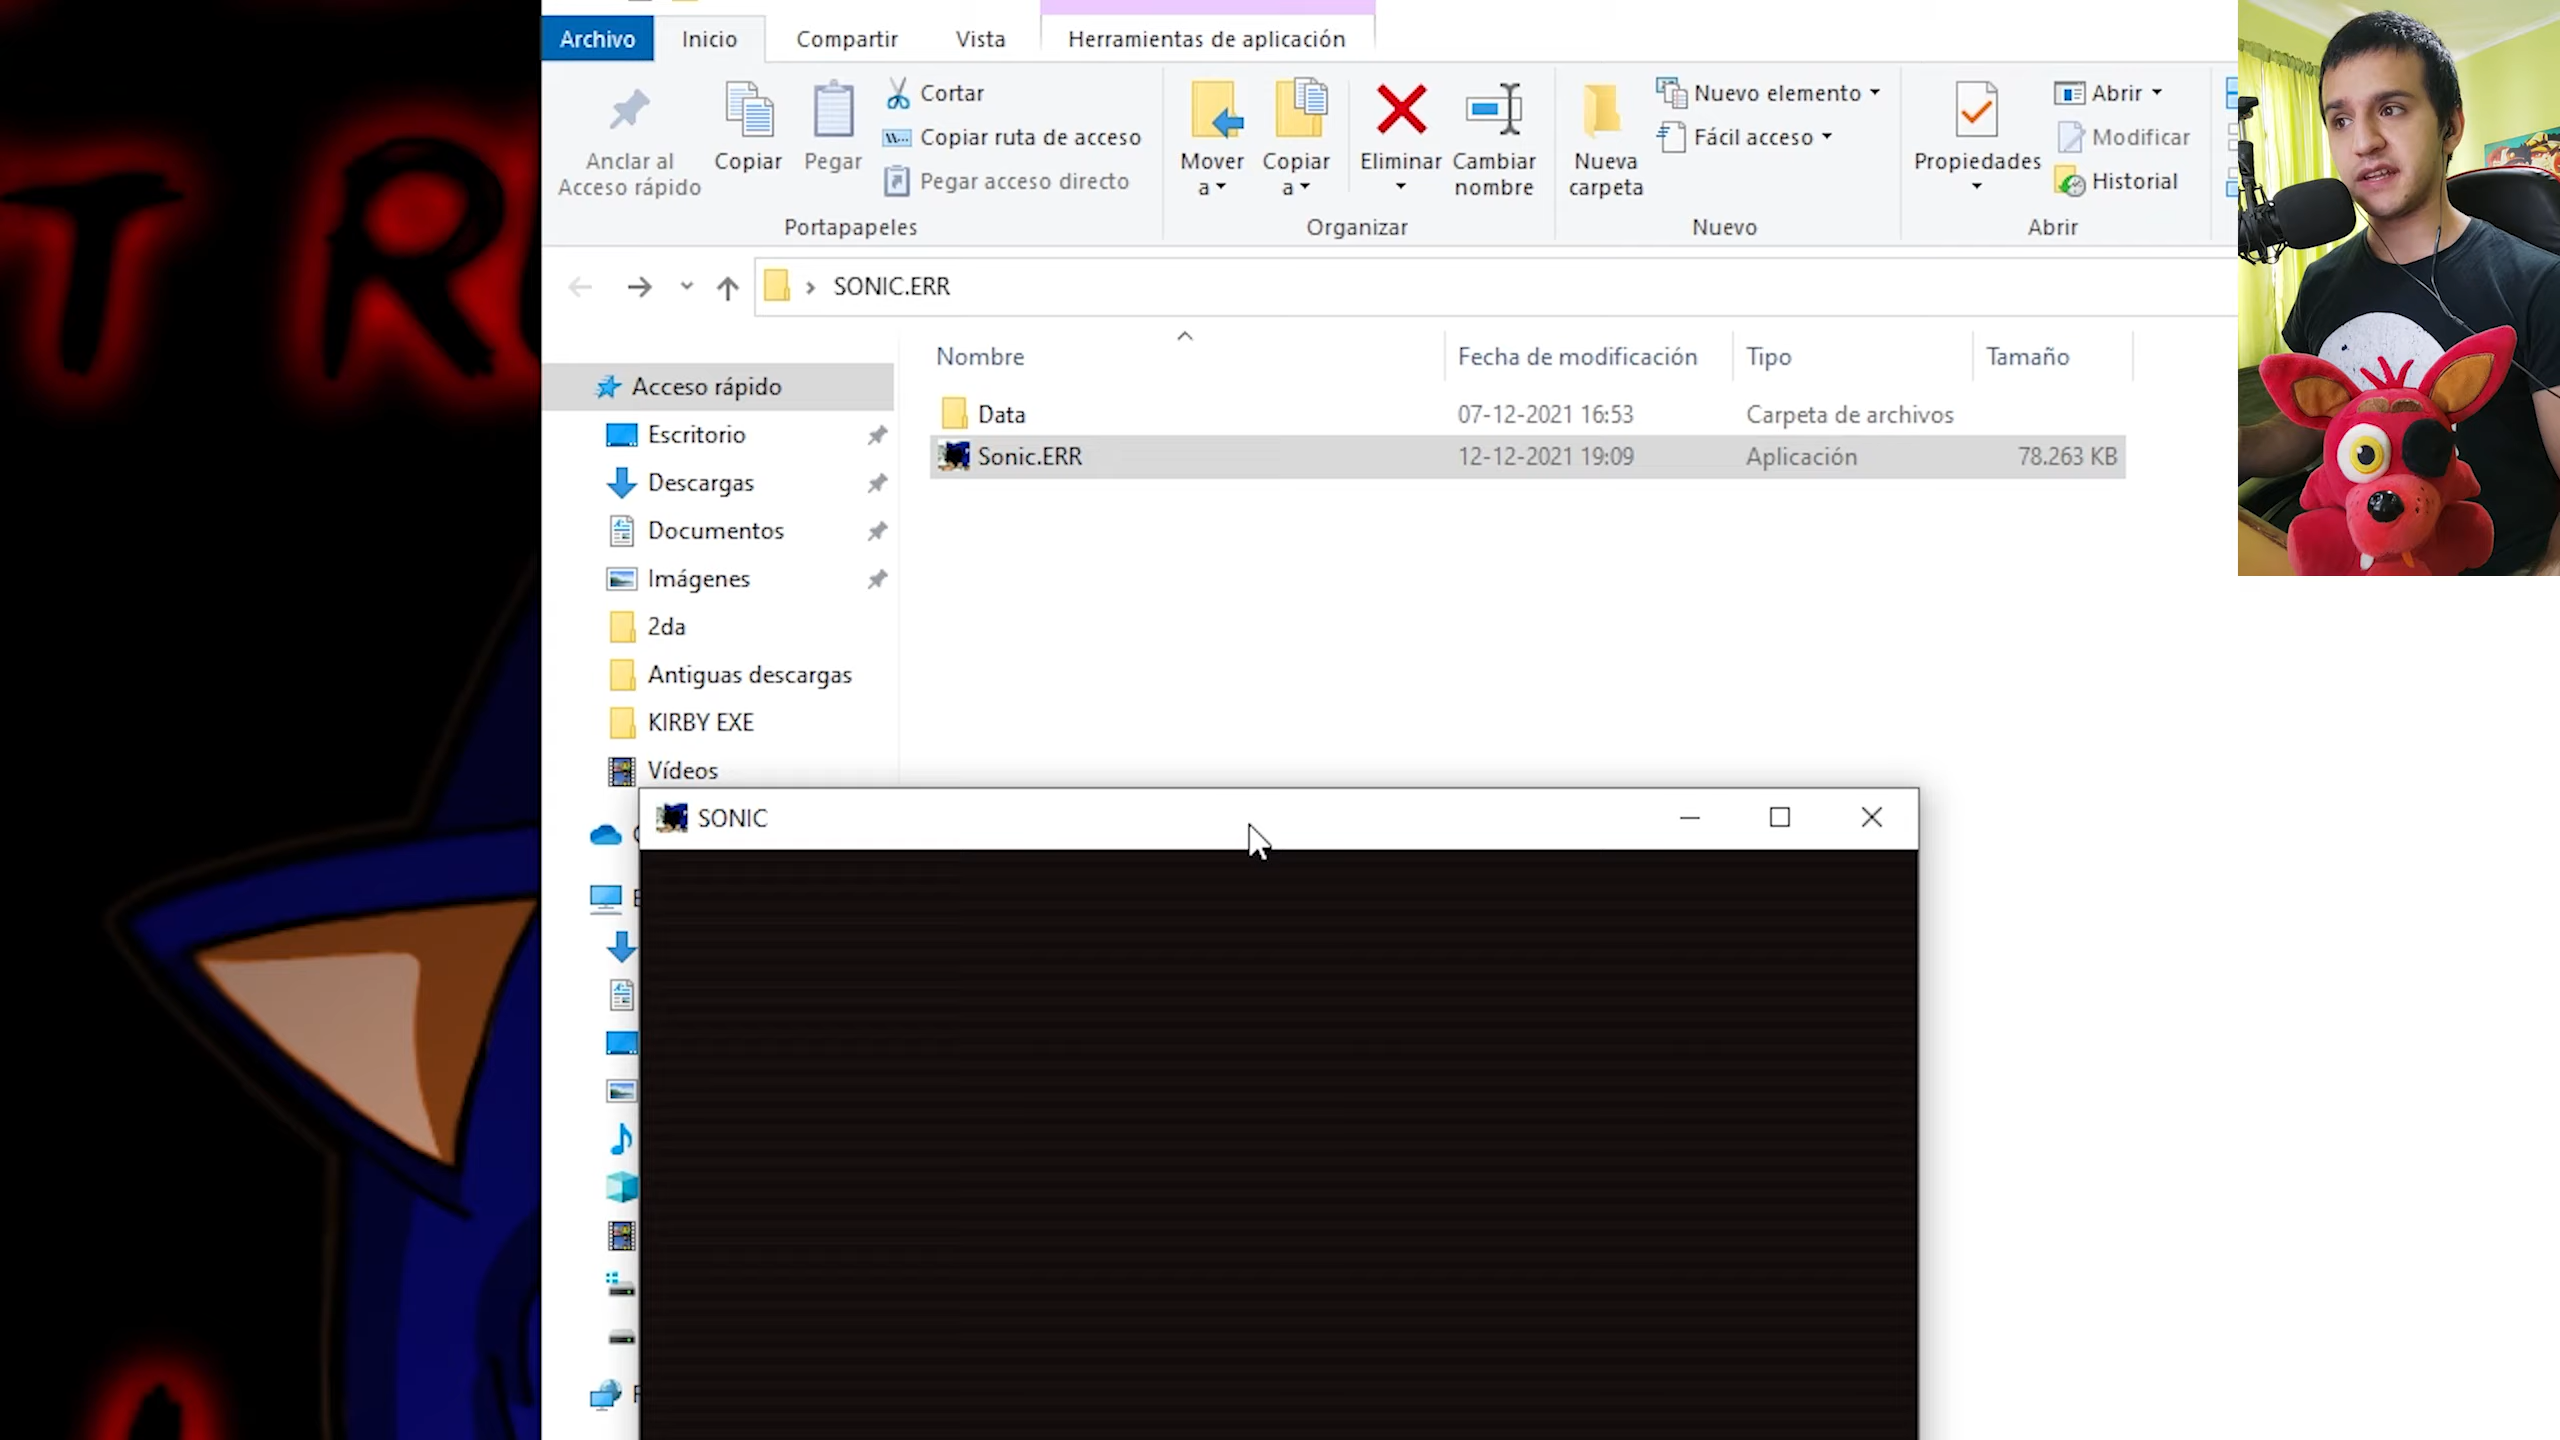 T R
Archivo Inicio Compartir Vista Herramientas de aplicación
Anclar al
Acceso rápido
Copiar
Pegar
Cortar
Copiar ruta de acceso
Pegar acceso directo
Portapapeles
Mover
a
Copiar
a
Eliminar
Cambiar
nombre
Organizar
Nueva
carpeta
Nuevo elemento
Fácil acceso
Nuevo
Propiedades
Abrir
Modificar
Historial
Abrir
SONIC.ERR
Nombre Fecha de modificación Tipo Tamaño
Data 07-12-2021 16:53 Carpeta de archivos
Sonic.ERR 12-12-2021 19:09 Aplicación 78.263 KB
Acceso rápido
Escritorio
Descargas
Documentos
Imágenes
2da
Antiguas descargas
KIRBY EXE
Vídeos
SONIC